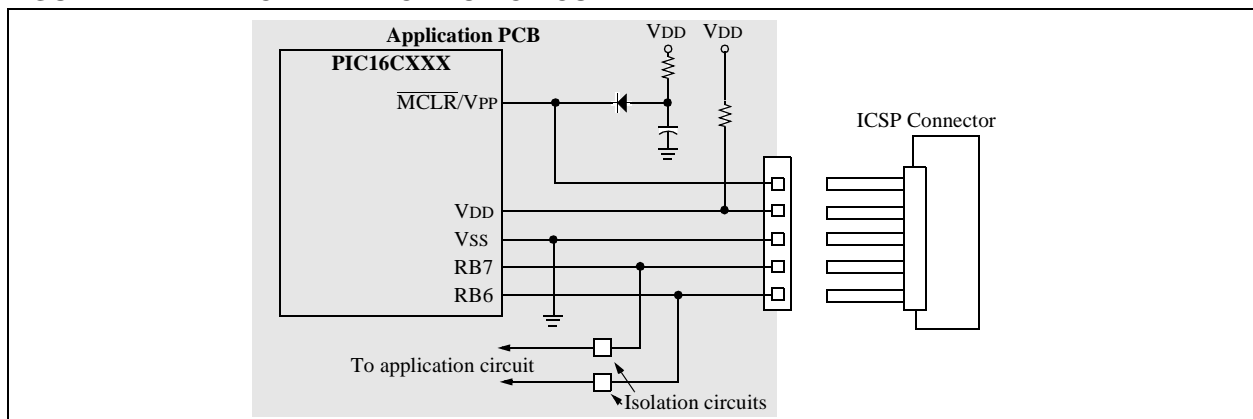 Application PCB
VDD VDD
PIC16CXXX
MCLR/VPP
ICSP Connector
VDD
VSS
RB7
RB6
To application circuit
Isolation circuits